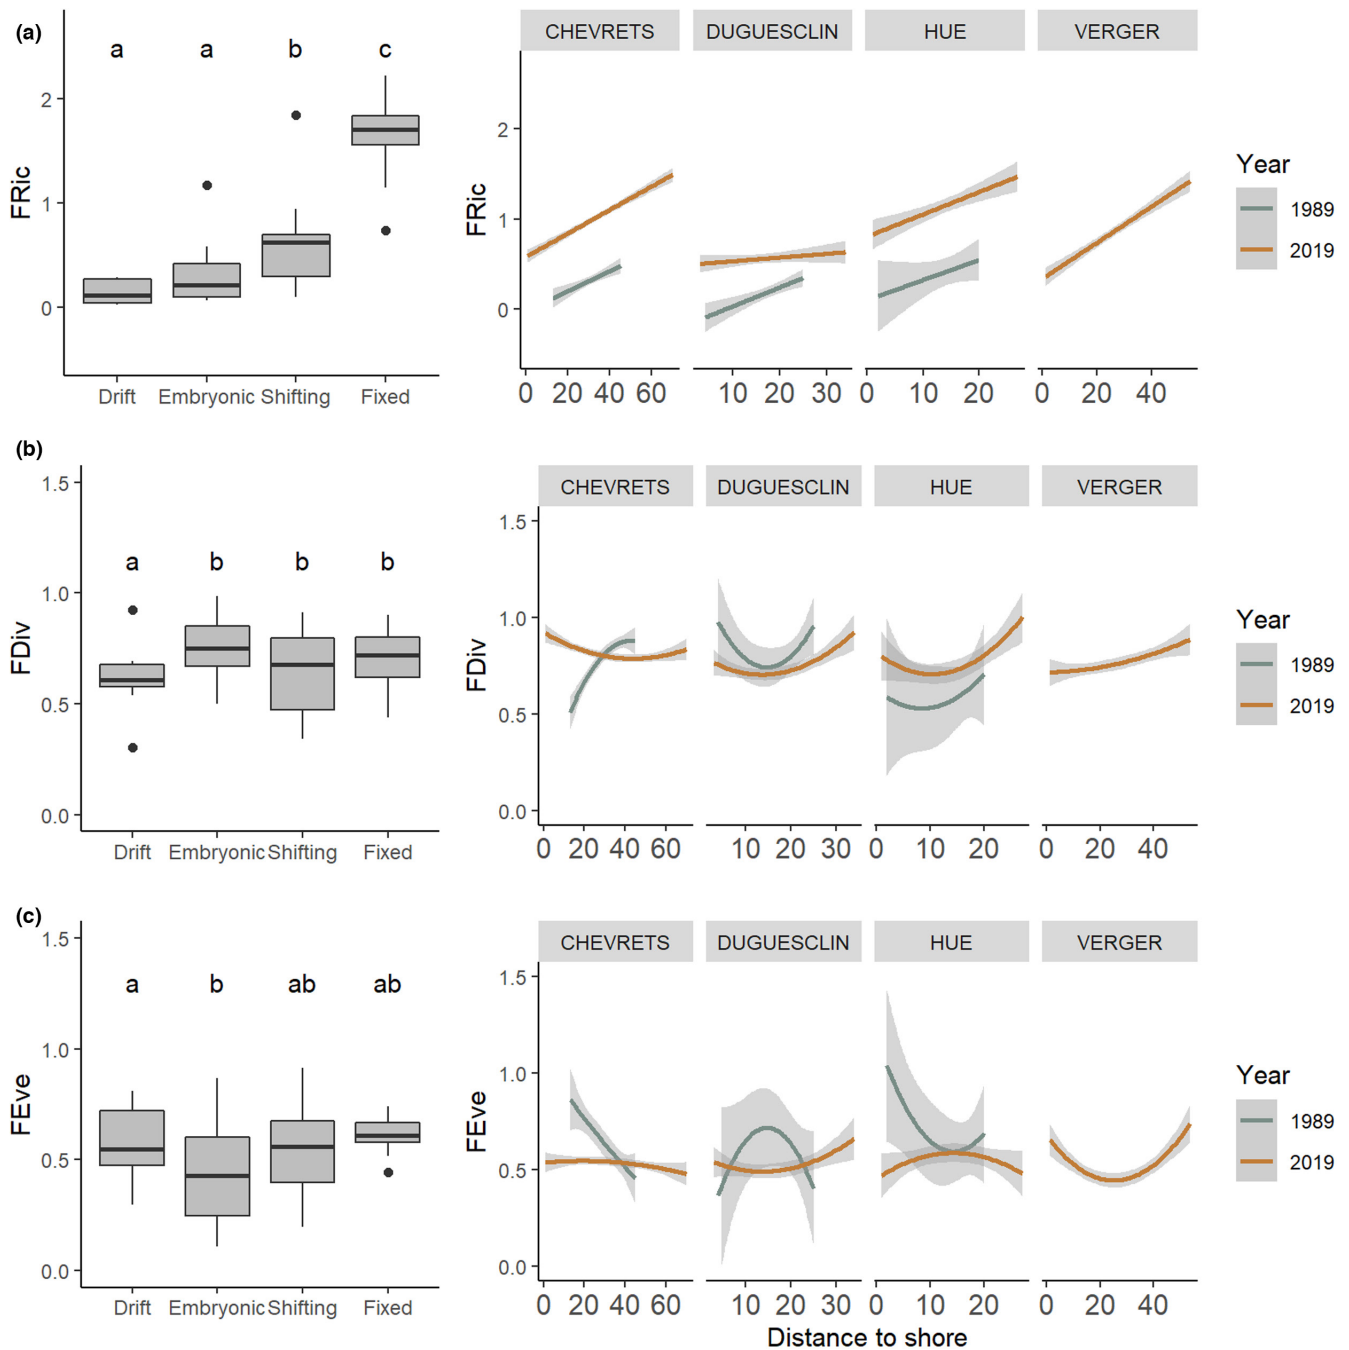 (a)
a a b c
FRic
2
1
0
Drift Embryonic Shifting Fixed
CHEVRETS DUGUESCLIN HUE VERGER
FRic
2
1
0
0 20 40 60 10 20 30 0 10 20 0 20 40
Year
1989
2019
(b)
a b b b
FDiv
1.5
1.0
0.5
0.0
Drift Embryonic Shifting Fixed
CHEVRETS DUGUESCLIN HUE VERGER
FDiv
1.5
1.0
0.5
0.0
0 20 40 60 10 20 30 0 10 20 0 20 40
Year
1989
2019
(c)
a b ab ab
FEve
1.5
1.0
0.5
0.0
Drift Embryonic Shifting Fixed
CHEVRETS DUGUESCLIN HUE VERGER
FEve
1.5
1.0
0.5
0.0
0 20 40 60 10 20 30 0 10 20 0 20 40
Distance to shore
Year
1989
2019